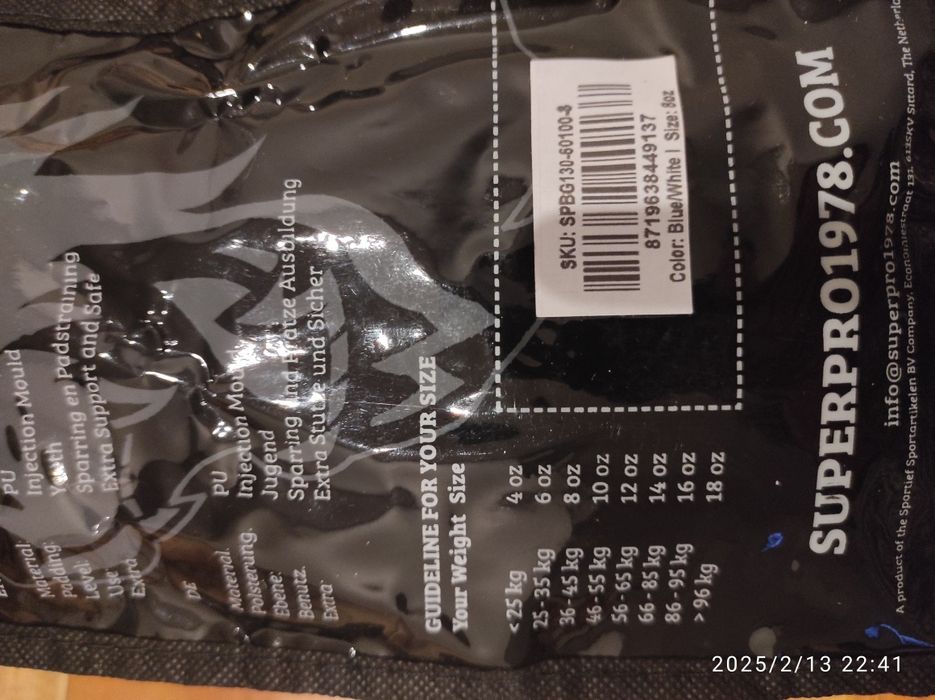 PU
Material
Injection Mould
padding
Youth
Level
Sparring en Padstraining
Use
Extra Support and Safe
Extra
DE
Material PU
Polsterung. Injection Mould
Ebene: Jugend
Benutz. Sparring und Pratze Ausbildung
Extra Extra Stutte und Sicher
GUIDELINE FOR YOUR SIZE
Your Weight Size
< 25 kg 4 oz
25-35 kg 6 oz
36-45 kg 8 oz
46-55 kg 10 oz
56-65 kg 12 oz
66-85 kg 14 oz
86-95 kg 16 oz
> 96 kg 18 oz
SKU: SPBG130-60100-8
8719638449137
Color: Blue/White | Size: 8oz
SUPERPRO1978.COM
info@superpro1978.com
A product of the Sportief Sportartikelen BV Company. Economiestraat 131, 6135KV Sittard, The
2025/2/13 22:41